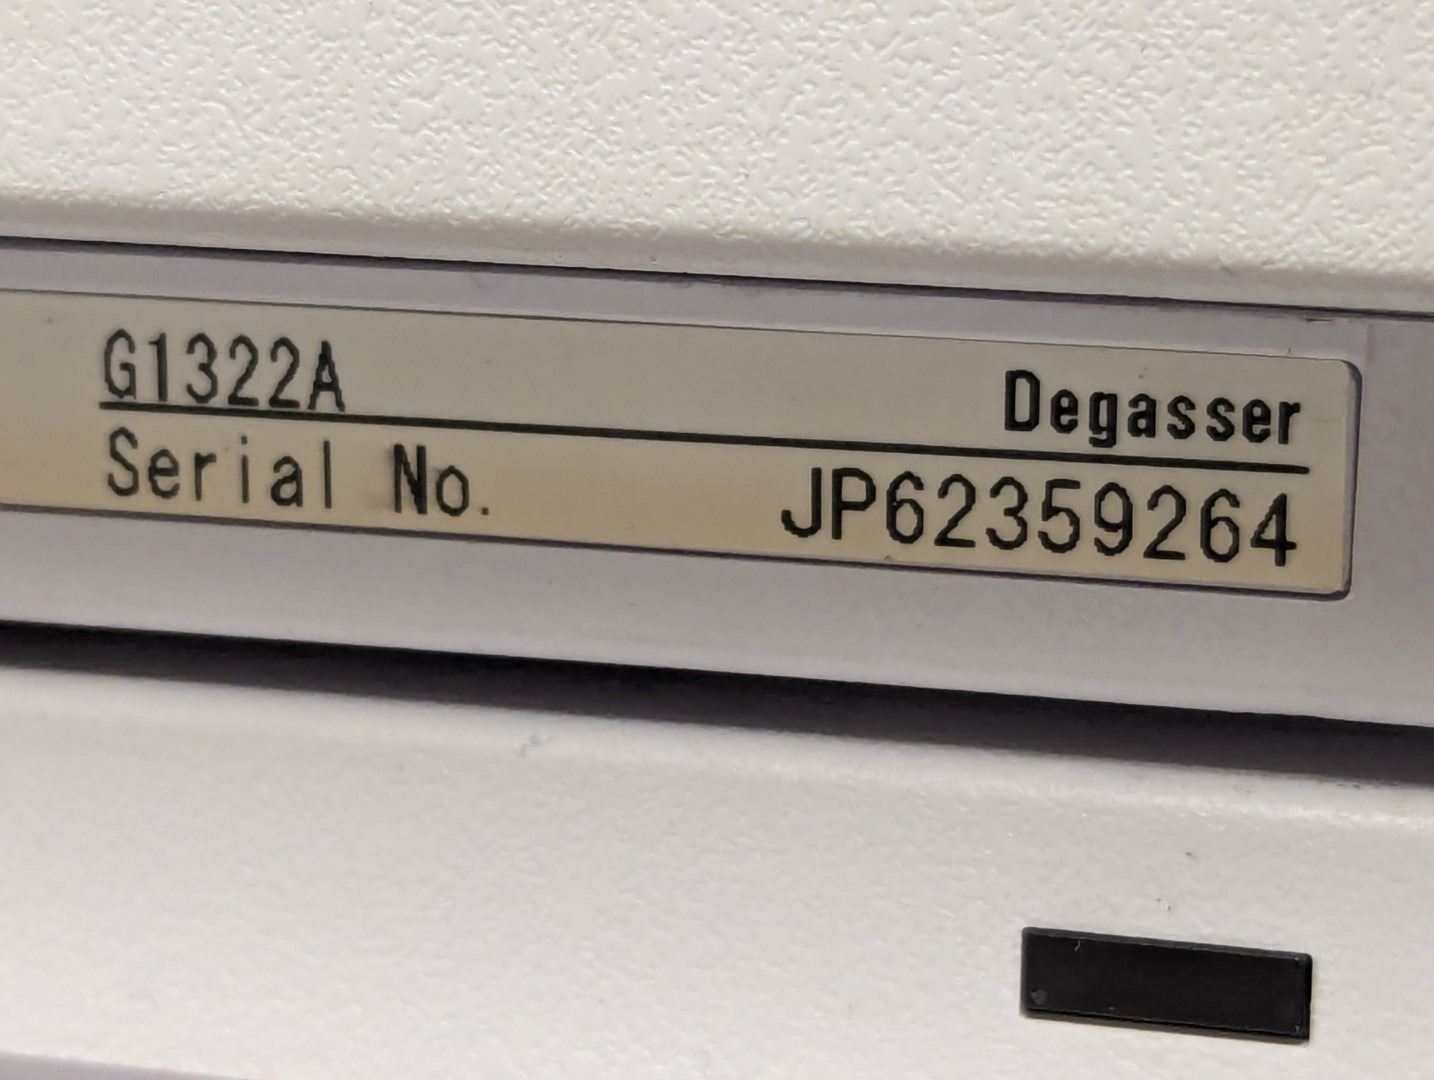 G1322A Degasser
Serial No. JP62359264